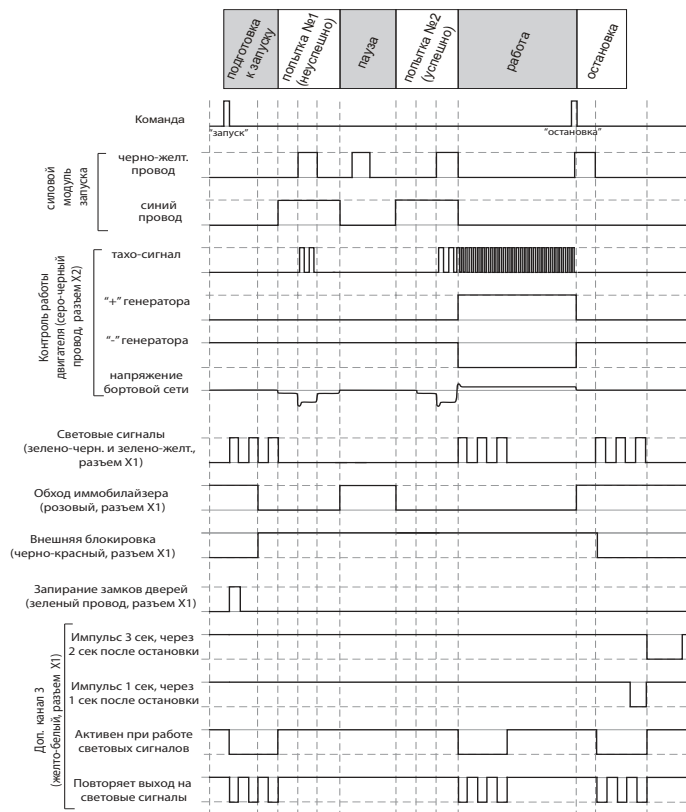 подготовка
к запуску
попытка №1
(неуспешно)
пауза
попытка №2
(успешно)
работа
остановка
Команда
"запуск"
"остановка"
силовой
модуль
запуска
черно-желт.
провод
синий
провод
Контроль работы
двигателя (серо-черный
провод, разъем X2)
тахо-сигнал
"+" генератора
"-" генератора
напряжение
бортовой сети
Световые сигналы
(зелено-черн. и зелено-желт.,
разъем X1)
Обход иммобилайзера
(розовый, разъем X1)
Внешняя блокировка
(черно-красный, разъем X1)
Запирание замков дверей
(зеленый провод, разъем X1)
Доп. канал 3
(желто-белый, разъем X1)
Импульс 3 сек, через
2 сек после остановки
Импульс 1 сек, через
1 сек после остановки
Активен при работе
световых сигналов
Повторяет выход на
световые сигналы